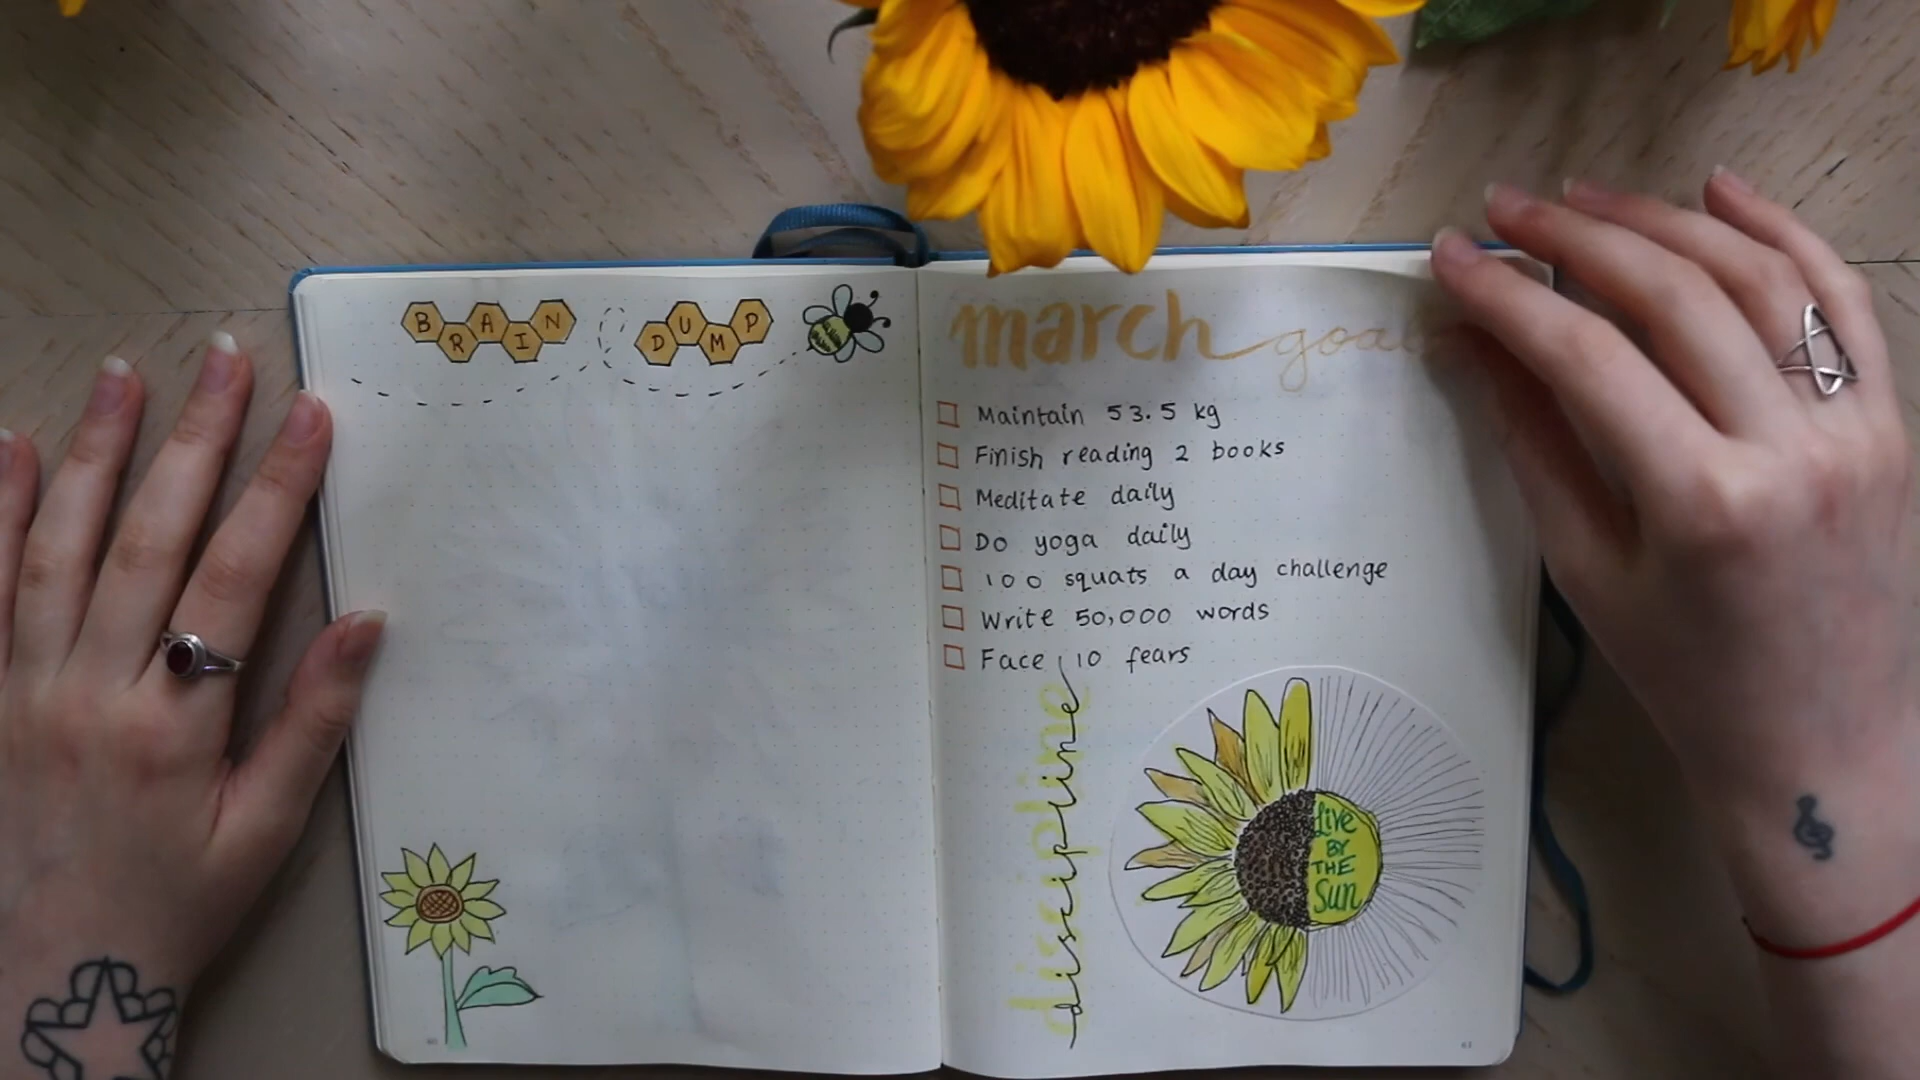 BRAIN DUMP
march goals
Maintain 53.5 kg
Finish reading 2 books
Meditate daily
Do yoga daily
100 squats a day challenge
Write 50,000 words
Face 10 fears
discipline
discipline
Live
BY
THE
Sun